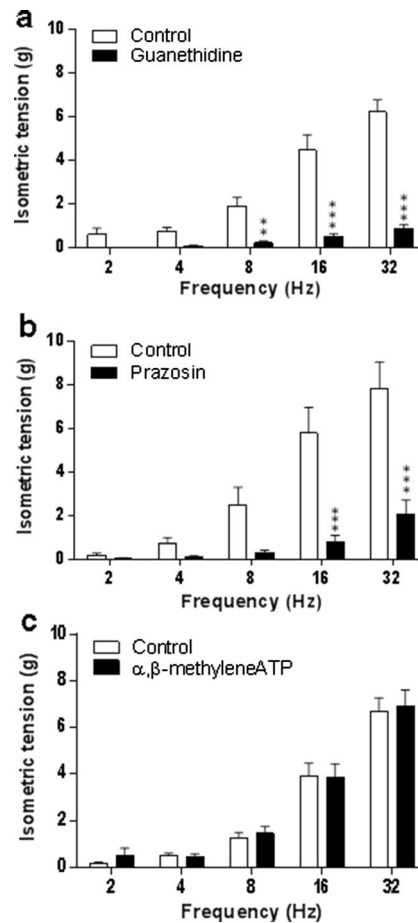 a
Control
Guanethidine
Isometric tension (g)
10
8
6
4
2
0
**
***
***
2 4 8 16 32
Frequency (Hz)
b
Control
Prazosin
Isometric tension (g)
10
8
6
4
2
0
***
***
2 4 8 16 32
Frequency (Hz)
c
Control
α,β-methyleneATP
Isometric tension (g)
10
8
6
4
2
0
2 4 8 16 32
Frequency (Hz)